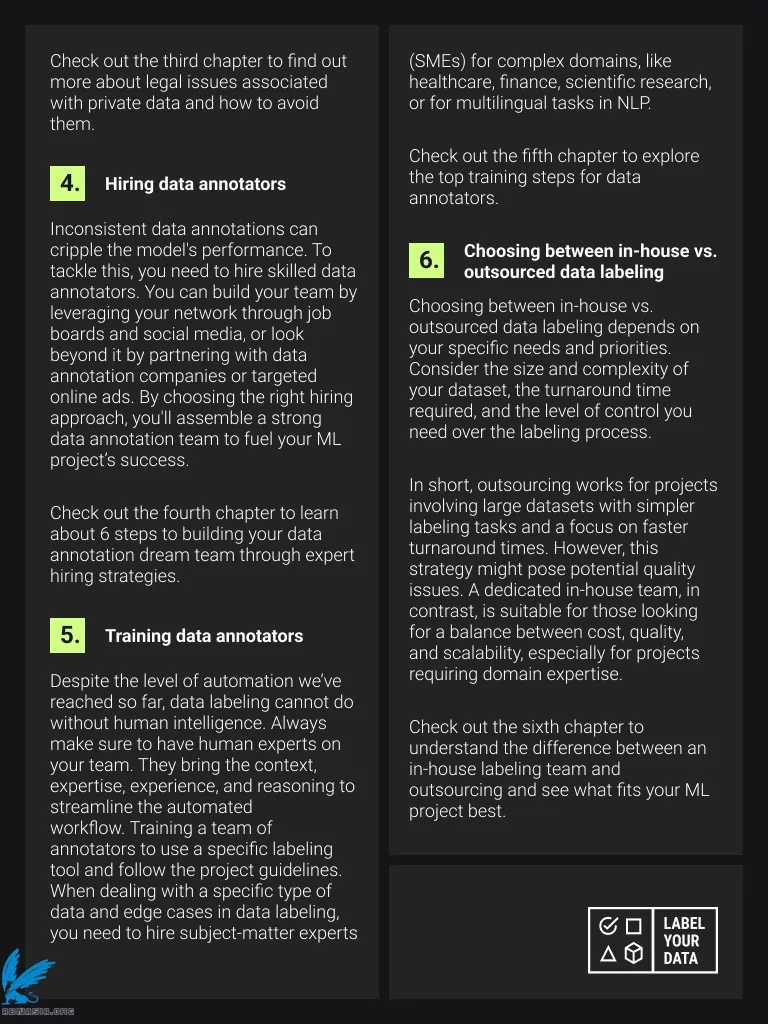 Check out the third chapter to find out
more about legal issues associated
with private data and how to avoid
them.
4. Hiring data annotators
Inconsistent data annotations can
cripple the model's performance. To
tackle this, you need to hire skilled data
annotators. You can build your team by
leveraging your network through job
boards and social media, or look
beyond it by partnering with data
annotation companies or targeted
online ads. By choosing the right hiring
approach, you'll assemble a strong
data annotation team to fuel your ML
project’s success.
Check out the fourth chapter to learn
about 6 steps to building your data
annotation dream team through expert
hiring strategies.
5. Training data annotators
Despite the level of automation we’ve
reached so far, data labeling cannot do
without human intelligence. Always
make sure to have human experts on
your team. They bring the context,
expertise, experience, and reasoning to
streamline the automated
workflow. Training a team of
annotators to use a specific labeling
tool and follow the project guidelines.
When dealing with a specific type of
data and edge cases in data labeling,
you need to hire subject-matter experts
(SMEs) for complex domains, like
healthcare, finance, scientific research,
or for multilingual tasks in NLP.
Check out the fifth chapter to explore
the top training steps for data
annotators.
6. Choosing between in-house vs.
outsourced data labeling
Choosing between in-house vs.
outsourced data labeling depends on
your specific needs and priorities.
Consider the size and complexity of
your dataset, the turnaround time
required, and the level of control you
need over the labeling process.
In short, outsourcing works for projects
involving large datasets with simpler
labeling tasks and a focus on faster
turnaround times. However, this
strategy might pose potential quality
issues. A dedicated in-house team, in
contrast, is suitable for those looking
for a balance between cost, quality,
and scalability, especially for projects
requiring domain expertise.
Check out the sixth chapter to
understand the difference between an
in-house labeling team and
outsourcing and see what fits your ML
project best.
LABEL
YOUR
DATA
ABMASIA.ORG